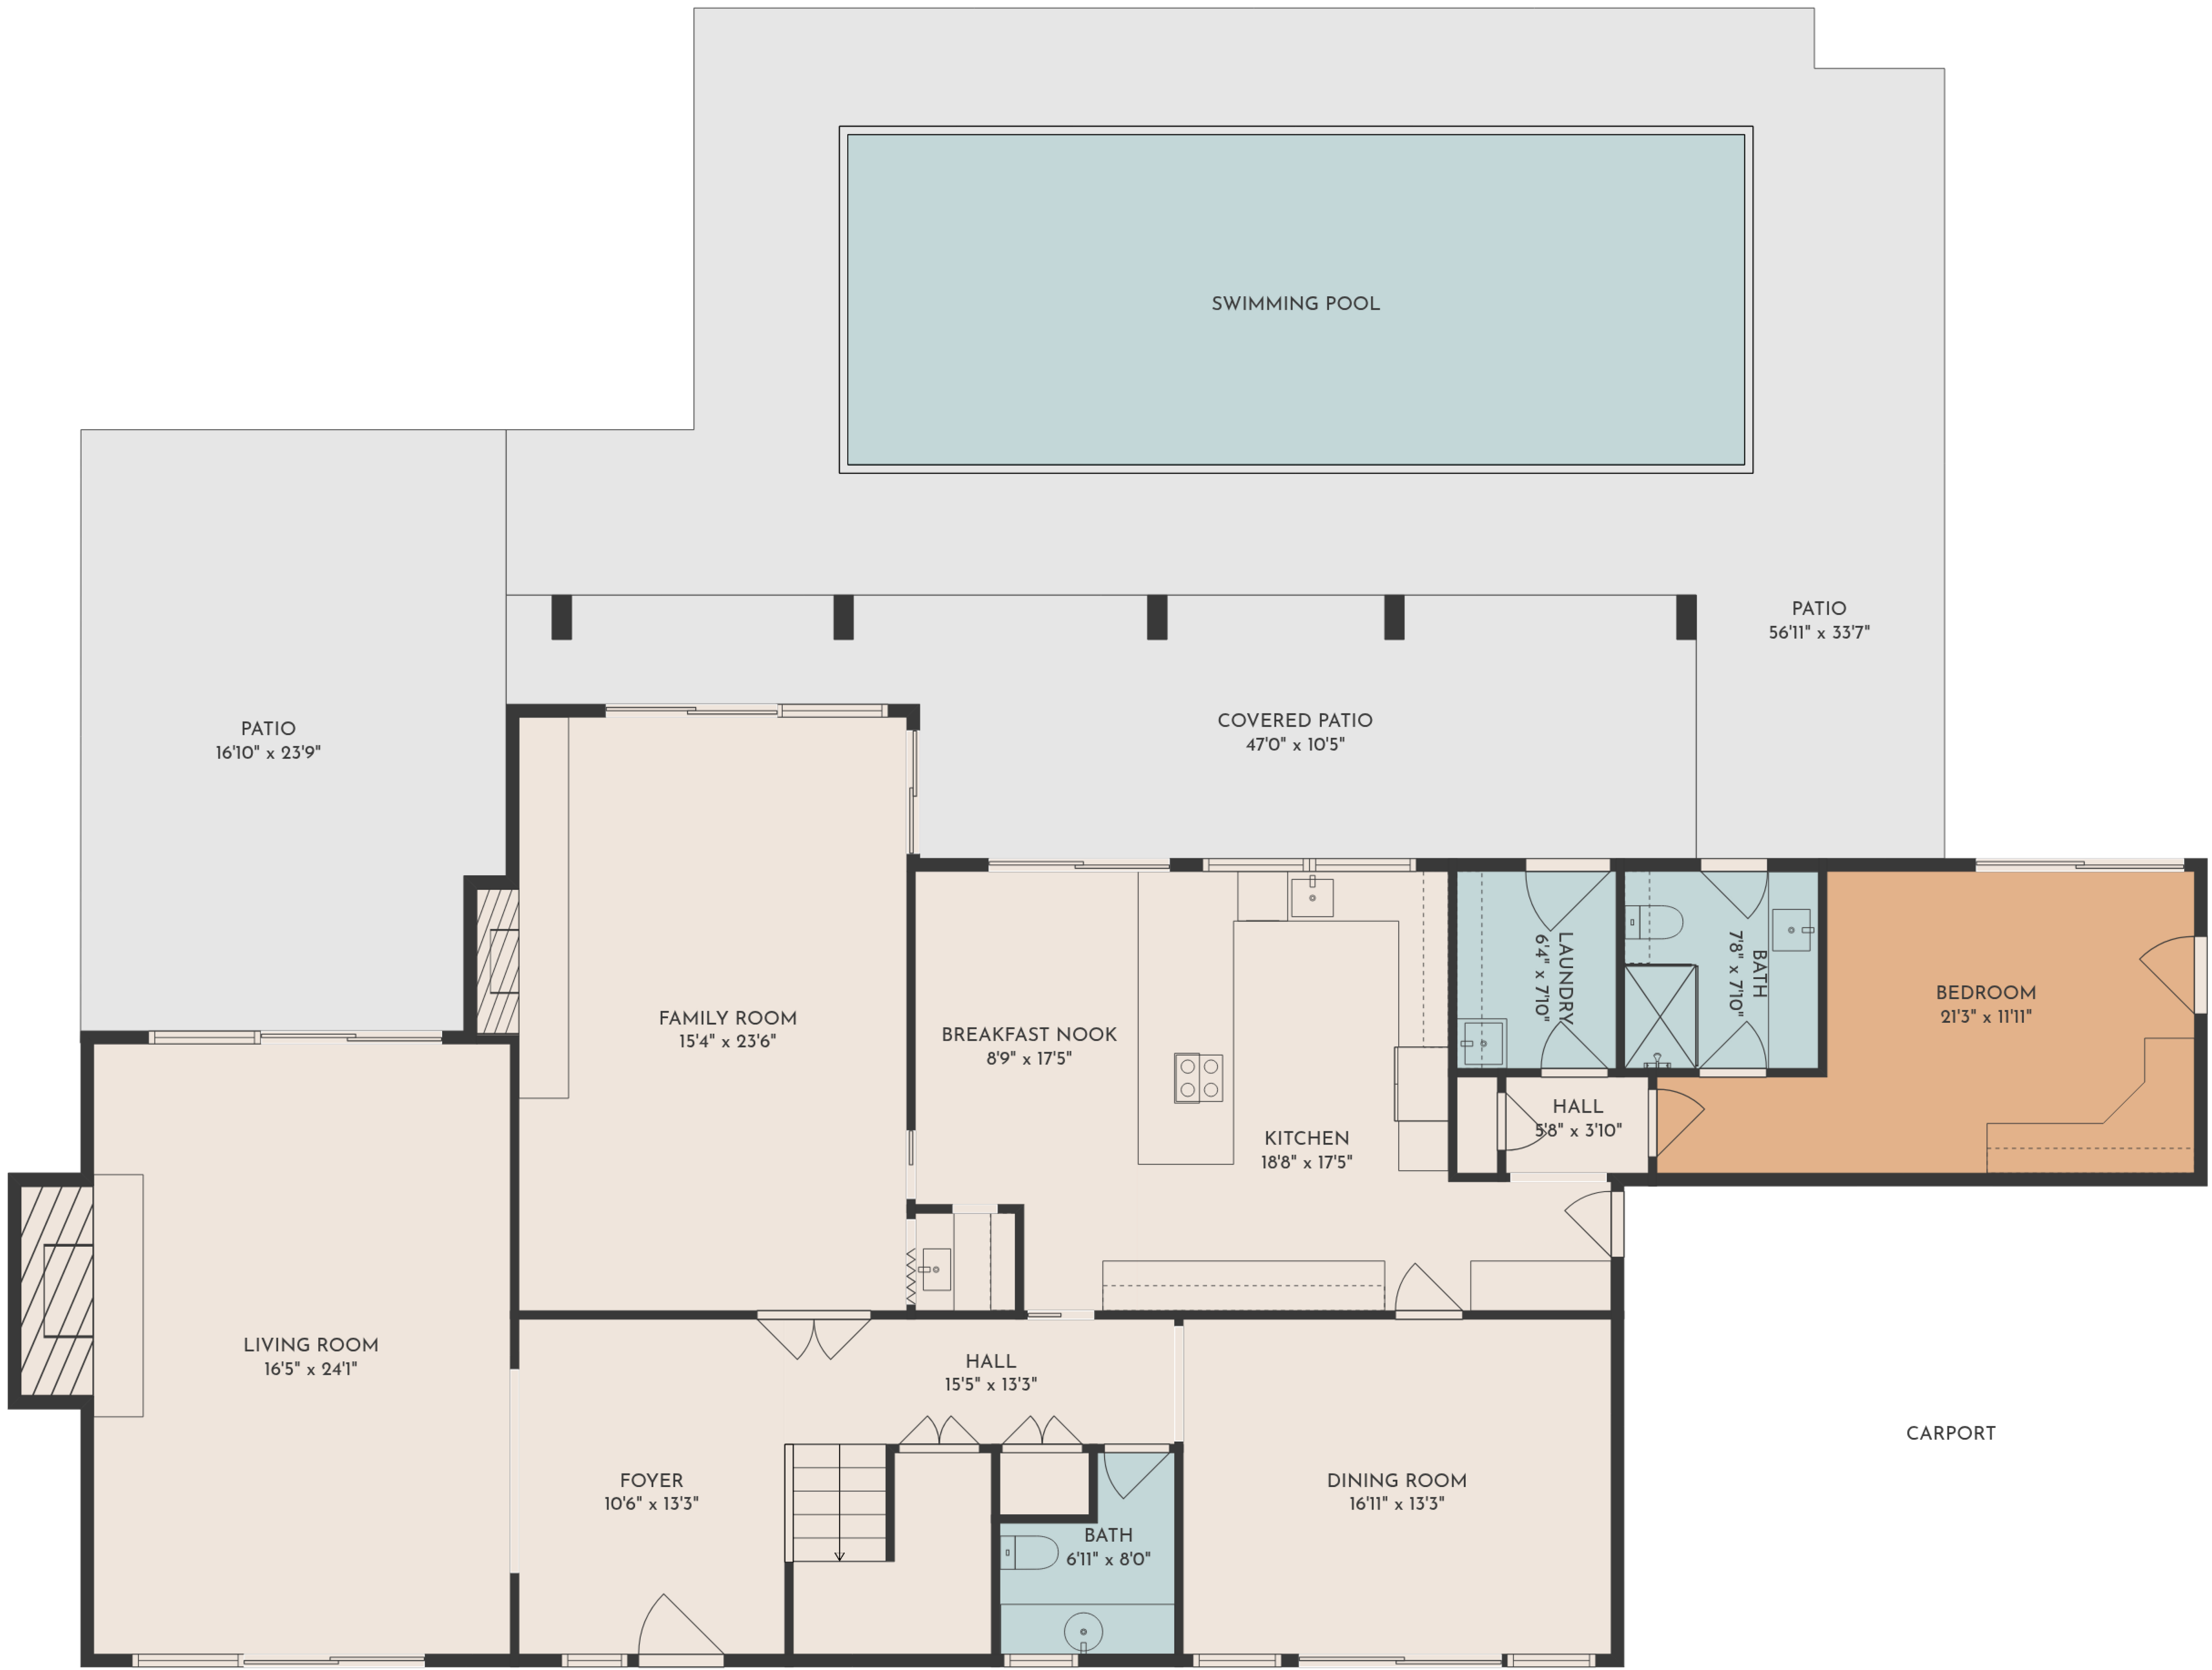 SWIMMING POOL
PATIO
56'11" x 33'7"
PATIO
16'10" x 23'9"
COVERED PATIO
47'0" x 10'5"
FAMILY ROOM
15'4" x 23'6"
BREAKFAST NOOK
8'9" x 17'5"
KITCHEN
18'8" x 17'5"
LAUNDRY
6'4" x 7'10"
BATH
7'8" x 7'10"
BEDROOM
21'3" x 11'11"
HALL
5'8" x 3'10"
LIVING ROOM
16'5" x 24'1"
HALL
15'5" x 13'3"
FOYER
10'6" x 13'3"
BATH
6'11" x 8'0"
DINING ROOM
16'11" x 13'3"
CARPORT